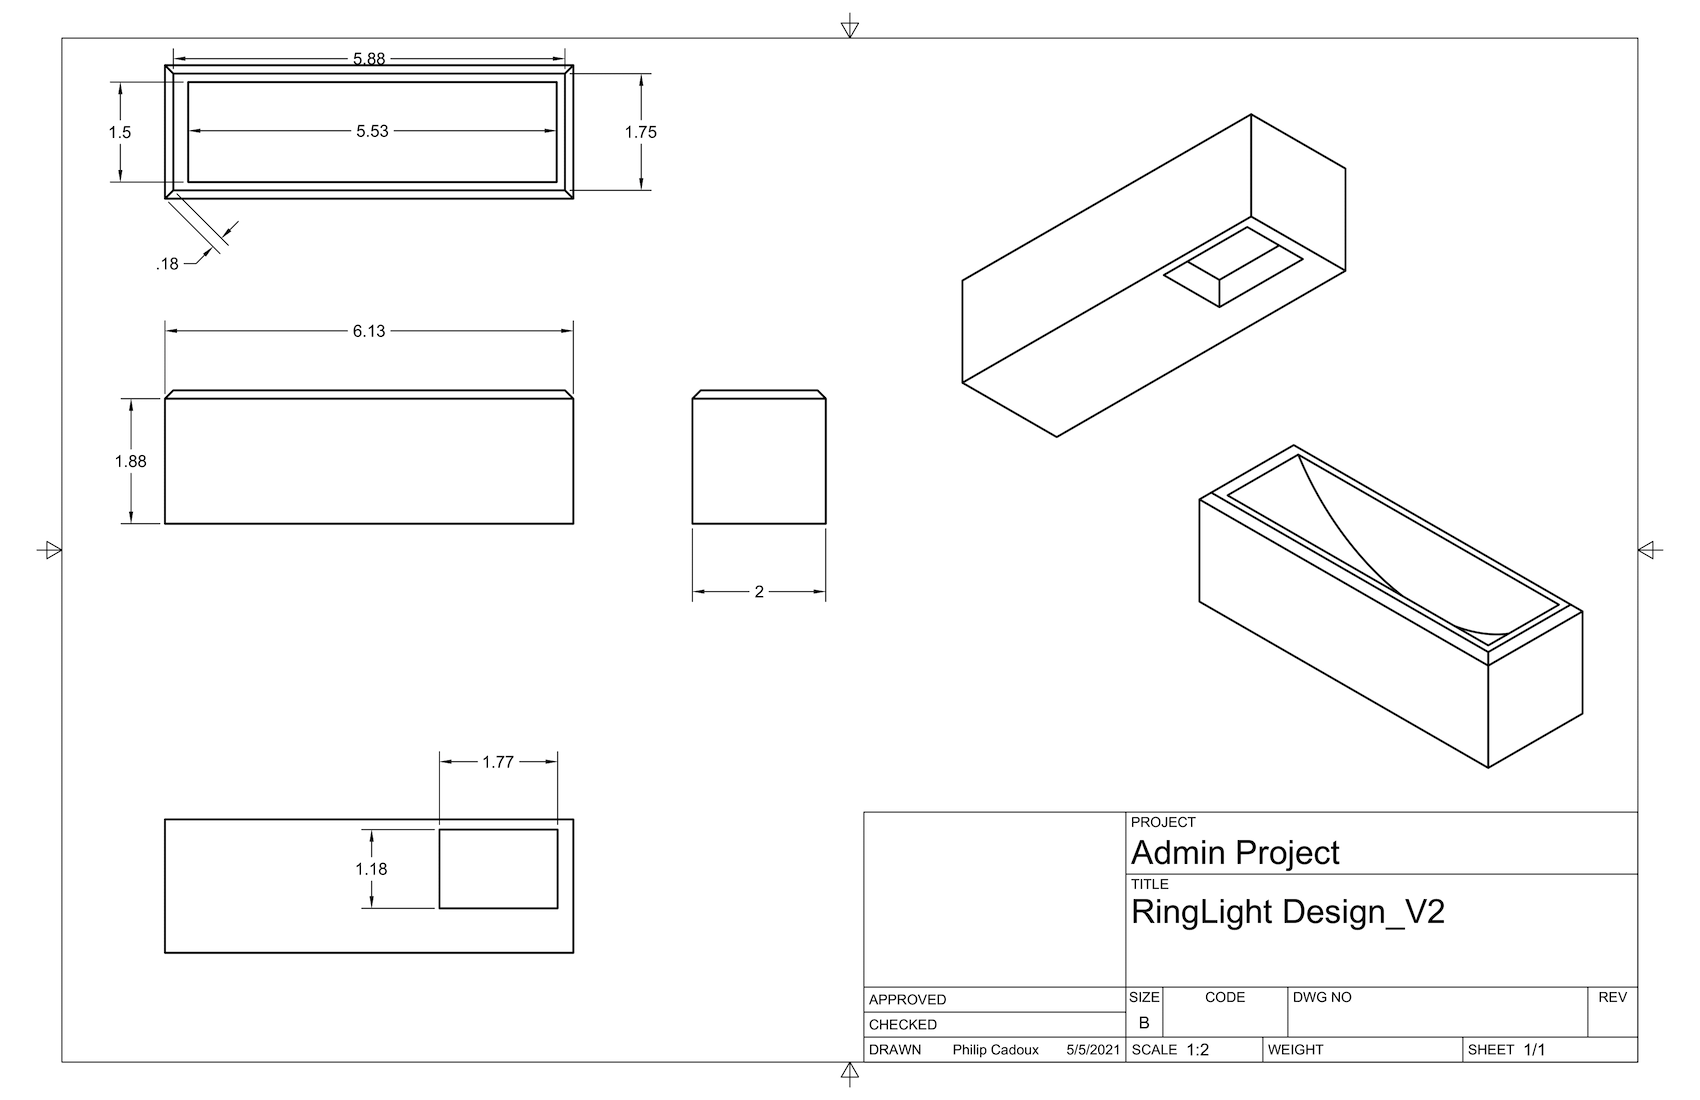 5.88
1.5
5.53
1.75
.18
6.13
1.88
2
1.77
1.18
PROJECT
Admin Project
TITLE
RingLight Design_V2
APPROVED
CHECKED
DRAWN Philip Cadoux 5/5/2021
SIZE CODE DWG NO REV
B
SCALE 1:2 WEIGHT SHEET 1/1